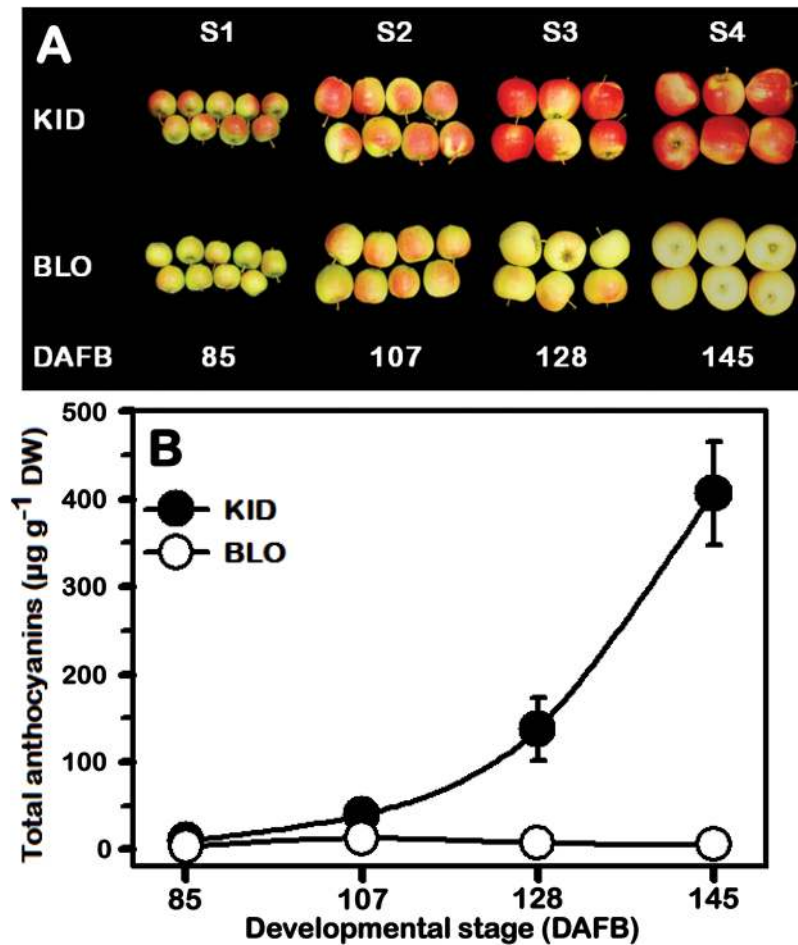 A
S1 S2 S3 S4
KID
BLO
DAFB 85 107 128 145
B
KID
BLO
Total anthocyanins (µg g⁻¹ DW)
500
400
300
200
100
0
85 107 128 145
Developmental stage (DAFB)